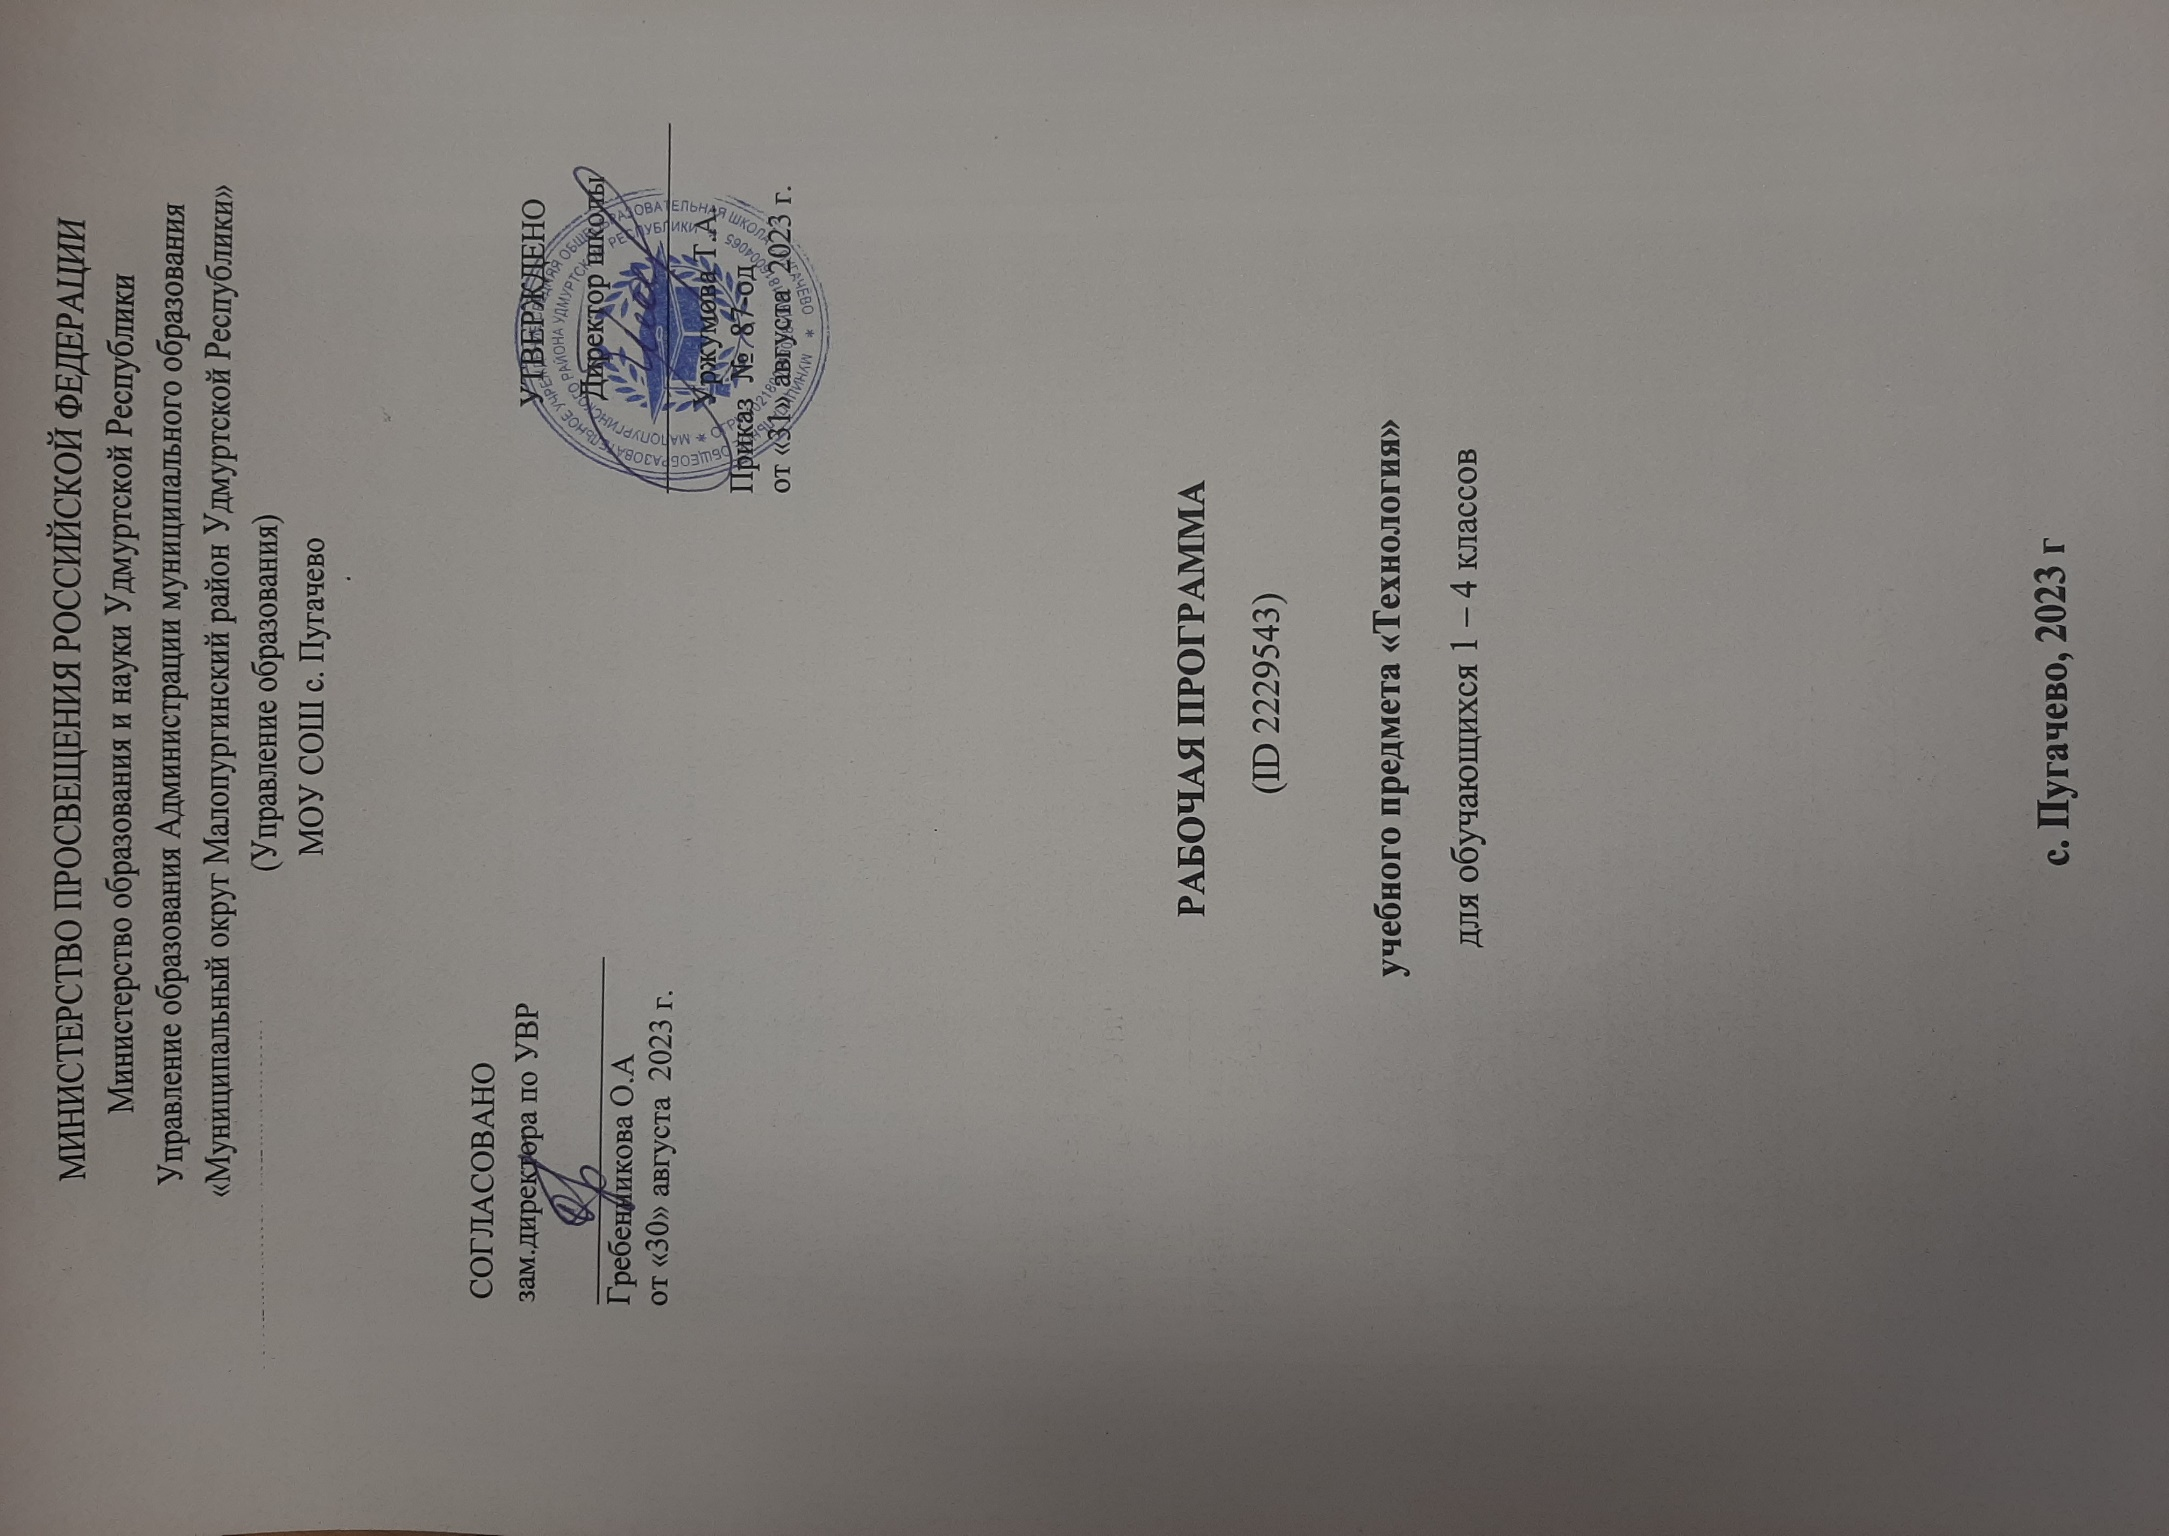 МИНИСТЕРСТВО ПРОСВЕЩЕНИЯ РОССИЙСКОЙ ФЕДЕРАЦИИ
Министерство образования и науки Удмуртской Республики
Управление образования Администрации муниципального образования
«Муниципальный округ Малопургинский район Удмуртской Республики»
(Управление образования)
МОУ СОШ с. Пугачево
СОГЛАСОВАНО
зам.директора по УВР
Гребенникова О.А
от «30» августа 2023 г.
УТВЕРЖДЕНО
Директор школы
Уржумова Т.А.
Приказ № 87-од
от «31» августа 2023 г.
РАБОЧАЯ ПРОГРАММА
(ID 2229543)
учебного предмета «Технология»
для обучающихся 1 – 4 классов
с. Пугачево, 2023 г